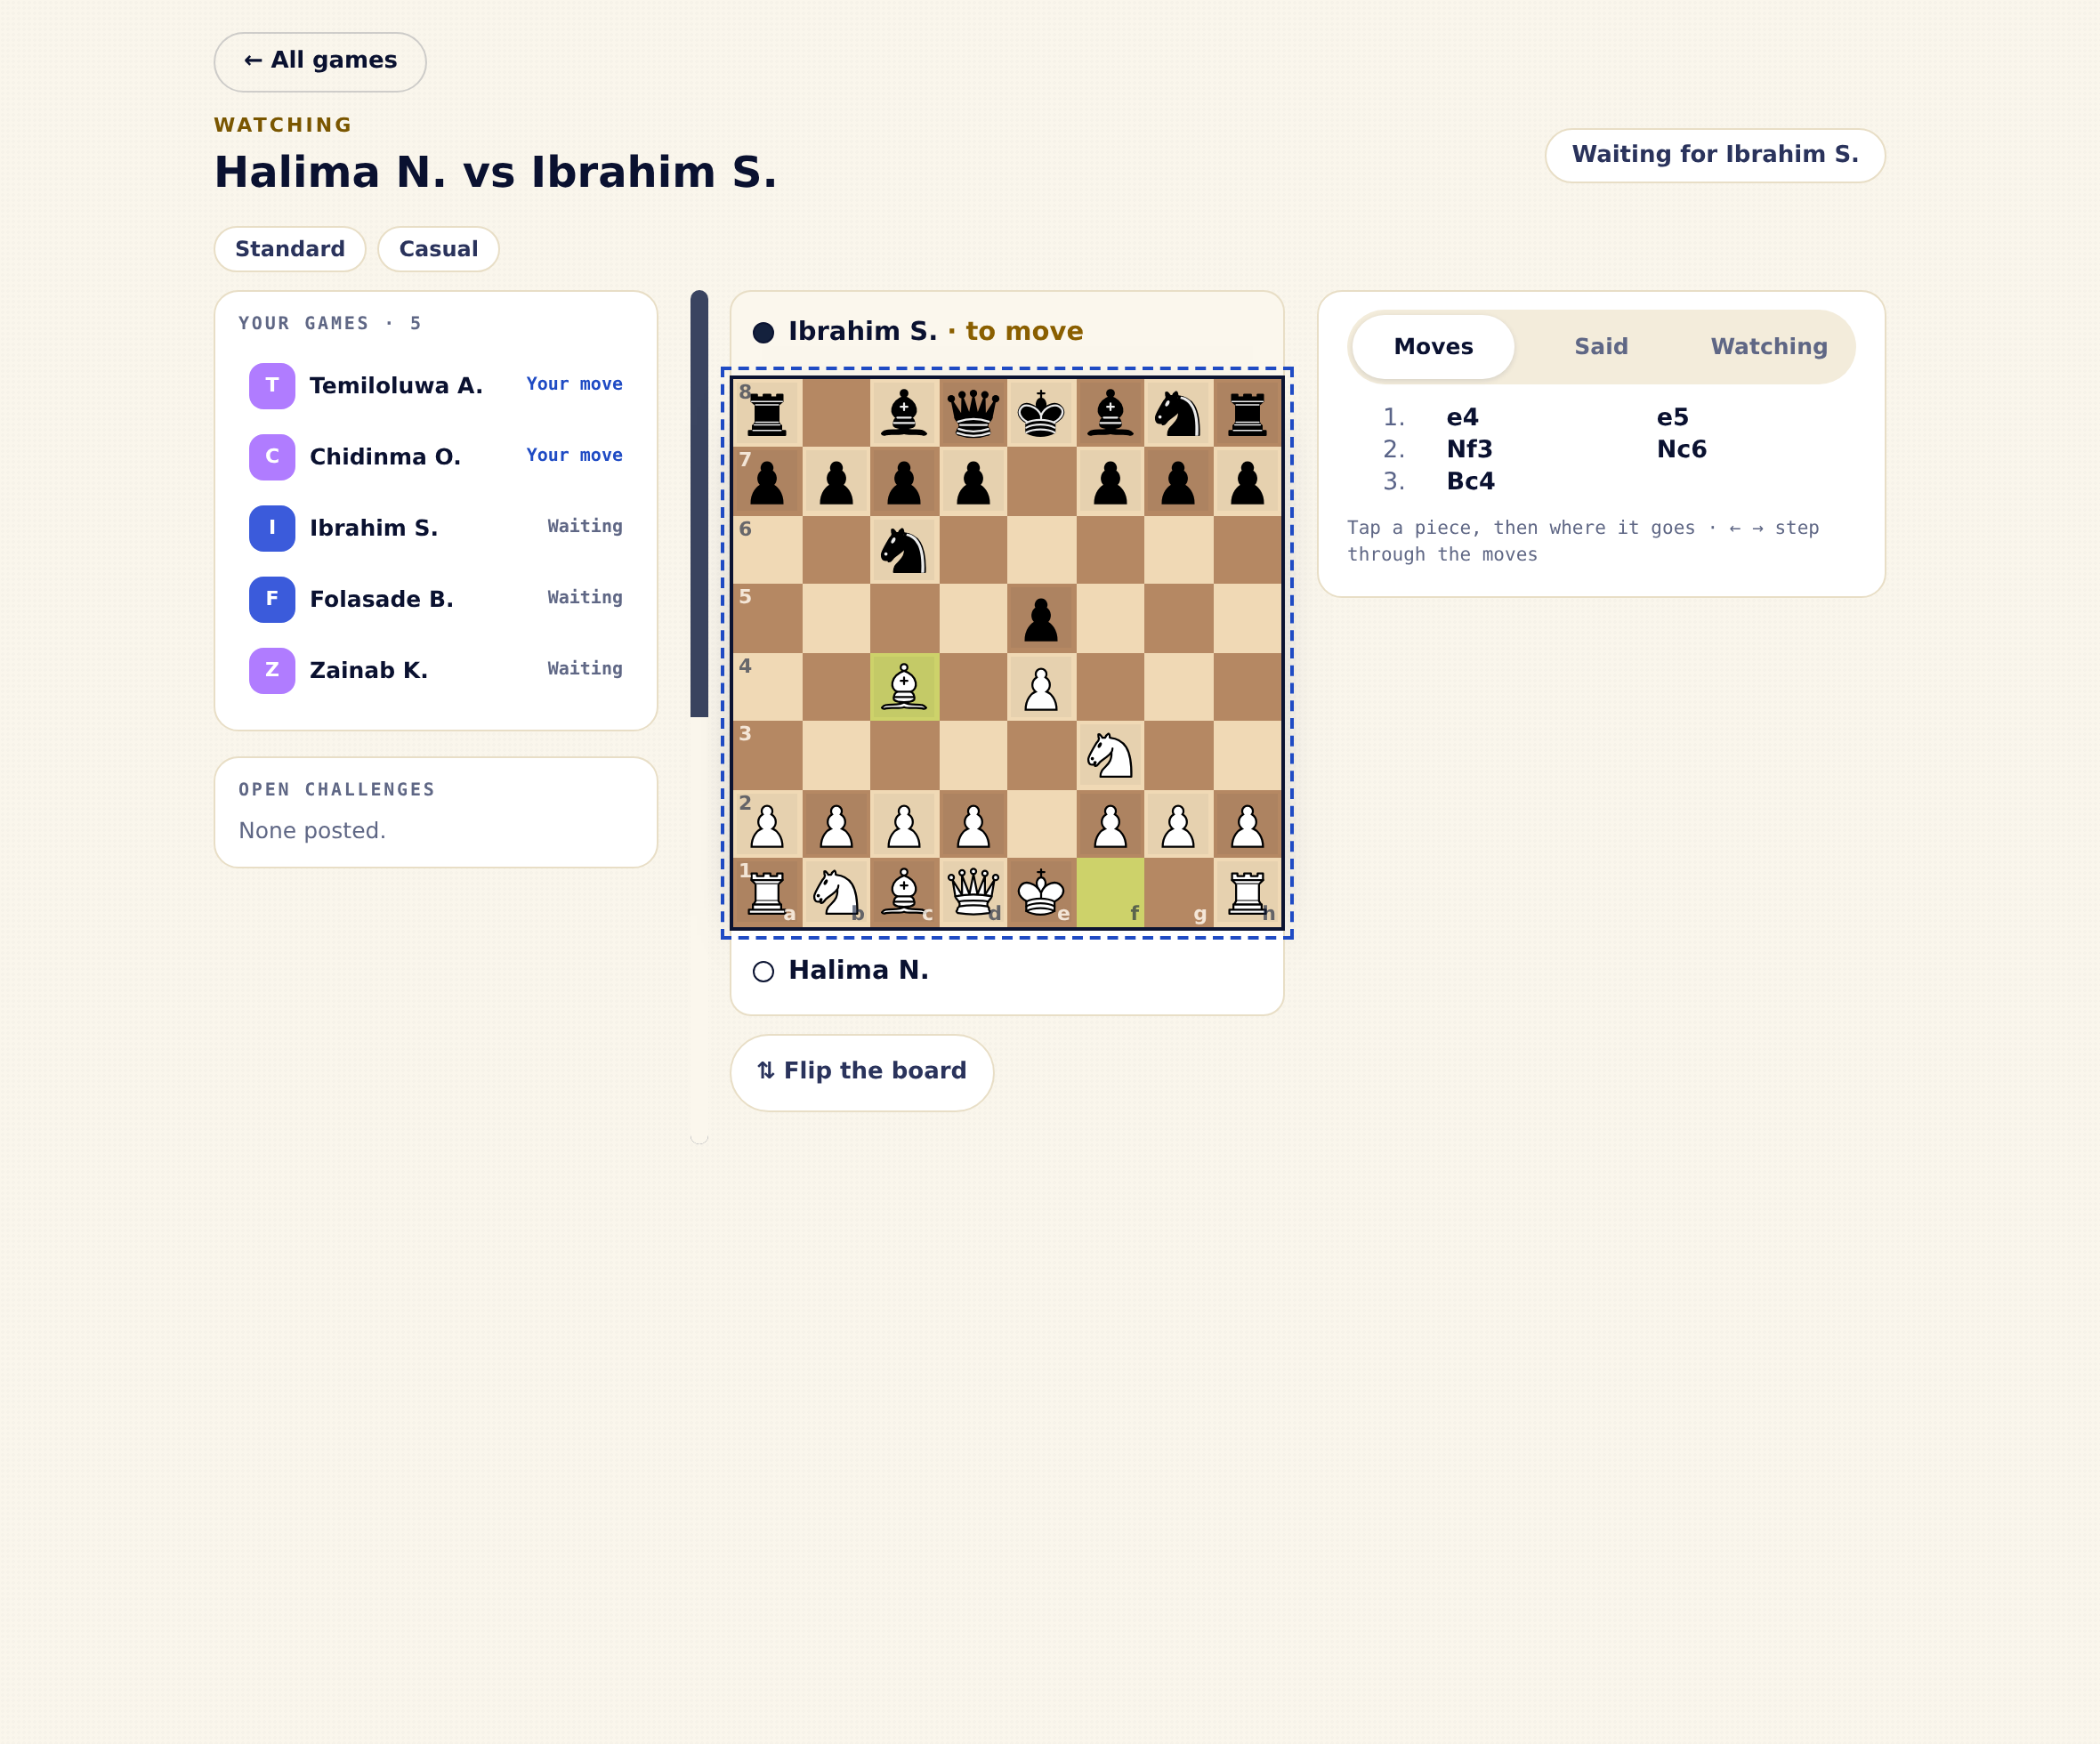 ← All games
WATCHING
Halima N. vs Ibrahim S.
Waiting for Ibrahim S.
Standard
Casual
YOUR GAMES · 5
T Temiloluwa A. Your move
C Chidinma O. Your move
I Ibrahim S. Waiting
F Folasade B. Waiting
Z Zainab K. Waiting
OPEN CHALLENGES
None posted.
Ibrahim S. · to move
8
7
6
5
4
3
2
1
a b c d e f g h
Halima N.
⇅ Flip the board
Moves Said Watching
1. e4 e5
2. Nf3 Nc6
3. Bc4
Tap a piece, then where it goes · ← → step
through the moves